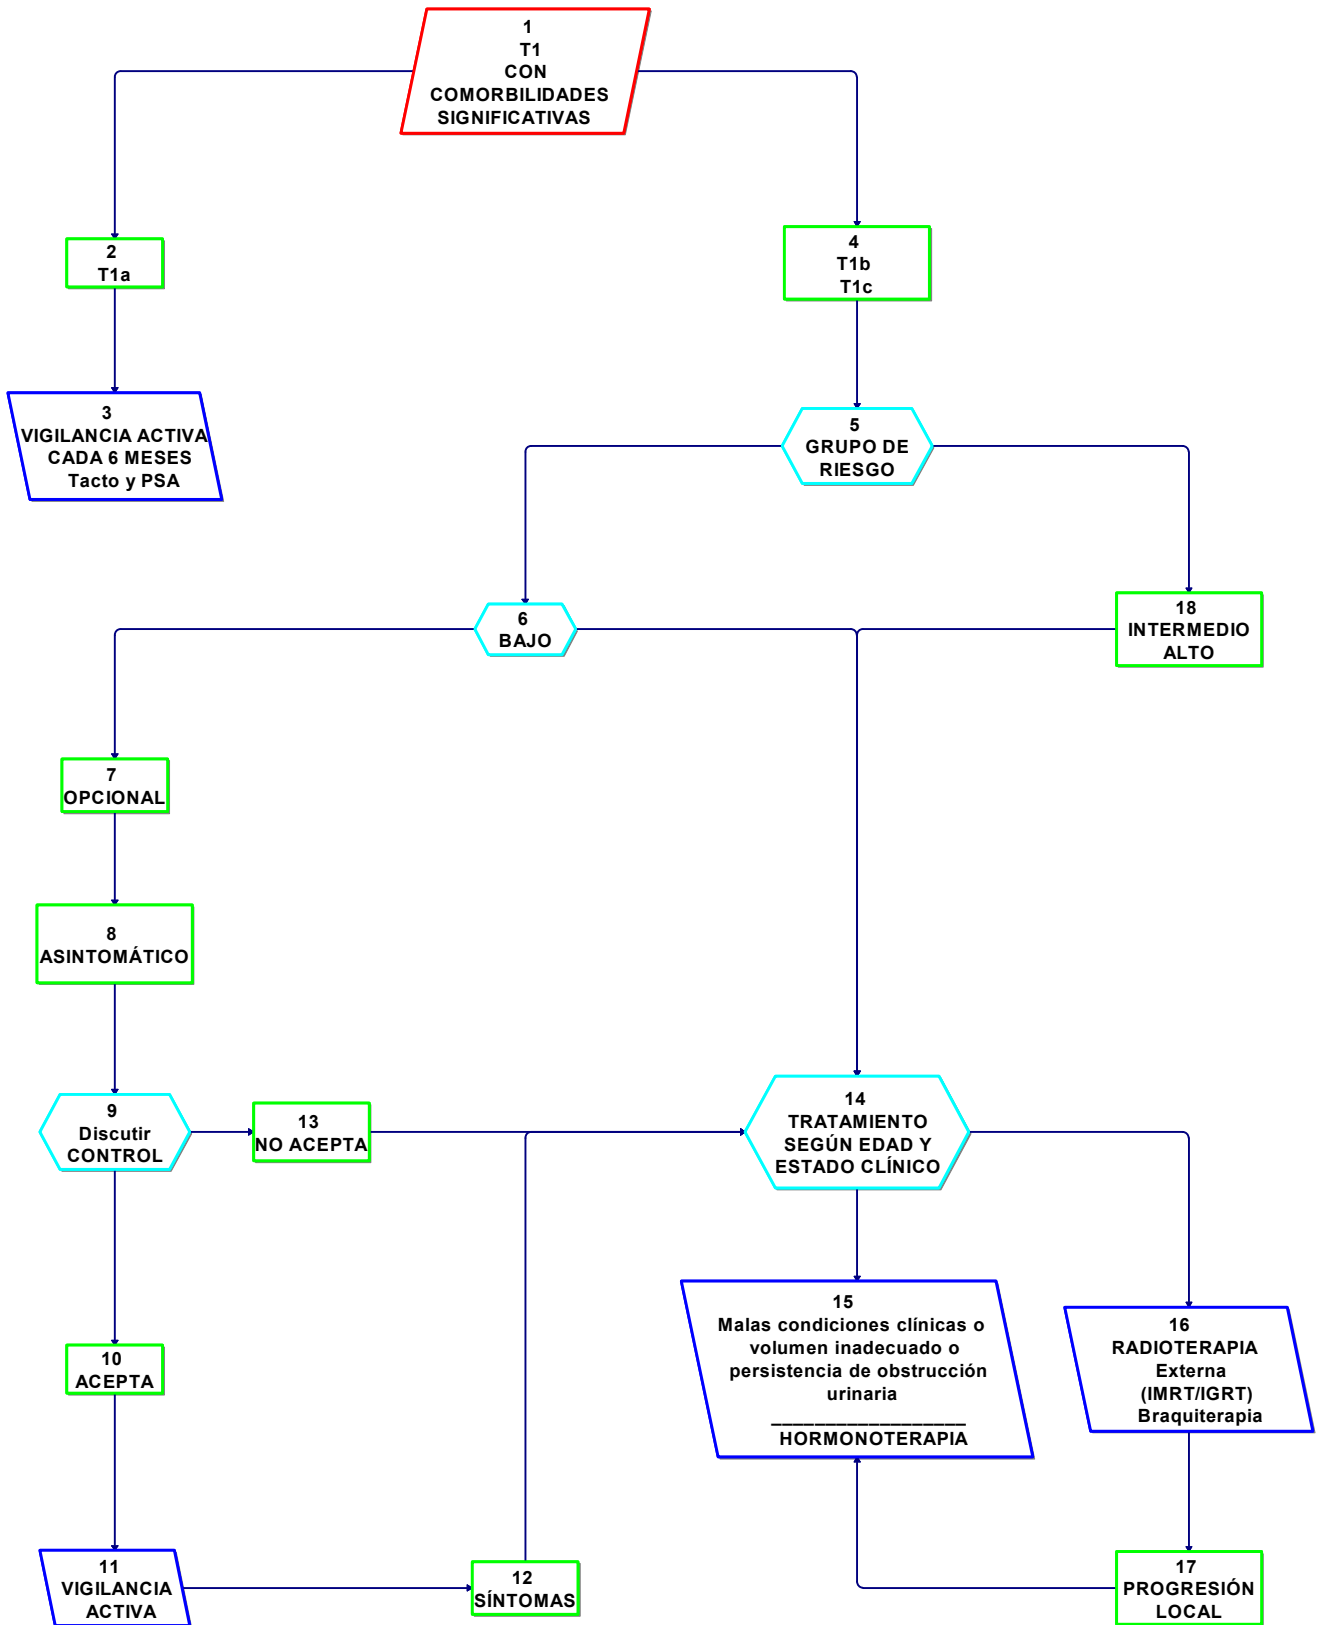 1
T1
CON
COMORBILIDADES
SIGNIFICATIVAS
2
T1a
3
VIGILANCIA ACTIVA
CADA 6 MESES
Tacto y PSA
4
T1b
T1c
5
GRUPO DE
RIESGO
6
BAJO
18
INTERMEDIO
ALTO
7
OPCIONAL
8
ASINTOMÁTICO
9
Discutir
CONTROL
13
NO ACEPTA
14
TRATAMIENTO
SEGÚN EDAD Y
ESTADO CLÍNICO
10
ACEPTA
15
Malas condiciones clínicas o
volumen inadecuado o
persistencia de obstrucción
urinaria
__________________
HORMONOTERAPIA
16
RADIOTERAPIA
Externa
(IMRT/IGRT)
Braquiterapia
11
VIGILANCIA
ACTIVA
12
SÍNTOMAS
17
PROGRESIÓN
LOCAL